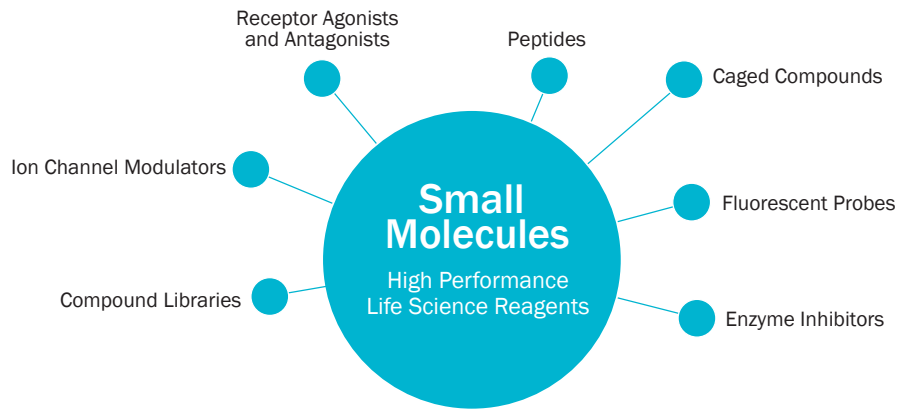 Receptor Agonists
and Antagonists
Peptides
Caged Compounds
Ion Channel Modulators
Small
Molecules
High Performance
Life Science Reagents
Fluorescent Probes
Compound Libraries
Enzyme Inhibitors